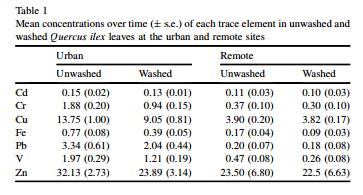 Table 1
Mean concentrations over time (± s.e.) of each trace element in unwashed and
washed Quercus ilex leaves at the urban and remote sites
Urban Remote
Unwashed Washed Unwashed Washed
Cd 0.15 (0.02) 0.13 (0.01) 0.11 (0.03) 0.10 (0.03)
Cr 1.88 (0.20) 0.94 (0.15) 0.37 (0.10) 0.30 (0.10)
Cu 13.75 (1.00) 9.05 (0.81) 3.90 (0.20) 3.82 (0.17)
Fe 0.77 (0.08) 0.39 (0.05) 0.17 (0.04) 0.09 (0.03)
Pb 3.34 (0.61) 2.04 (0.44) 0.20 (0.07) 0.18 (0.08)
V 1.97 (0.29) 1.21 (0.19) 0.47 (0.08) 0.26 (0.08)
Zn 32.13 (2.73) 23.89 (3.14) 23.50 (6.80) 22.5 (6.63)